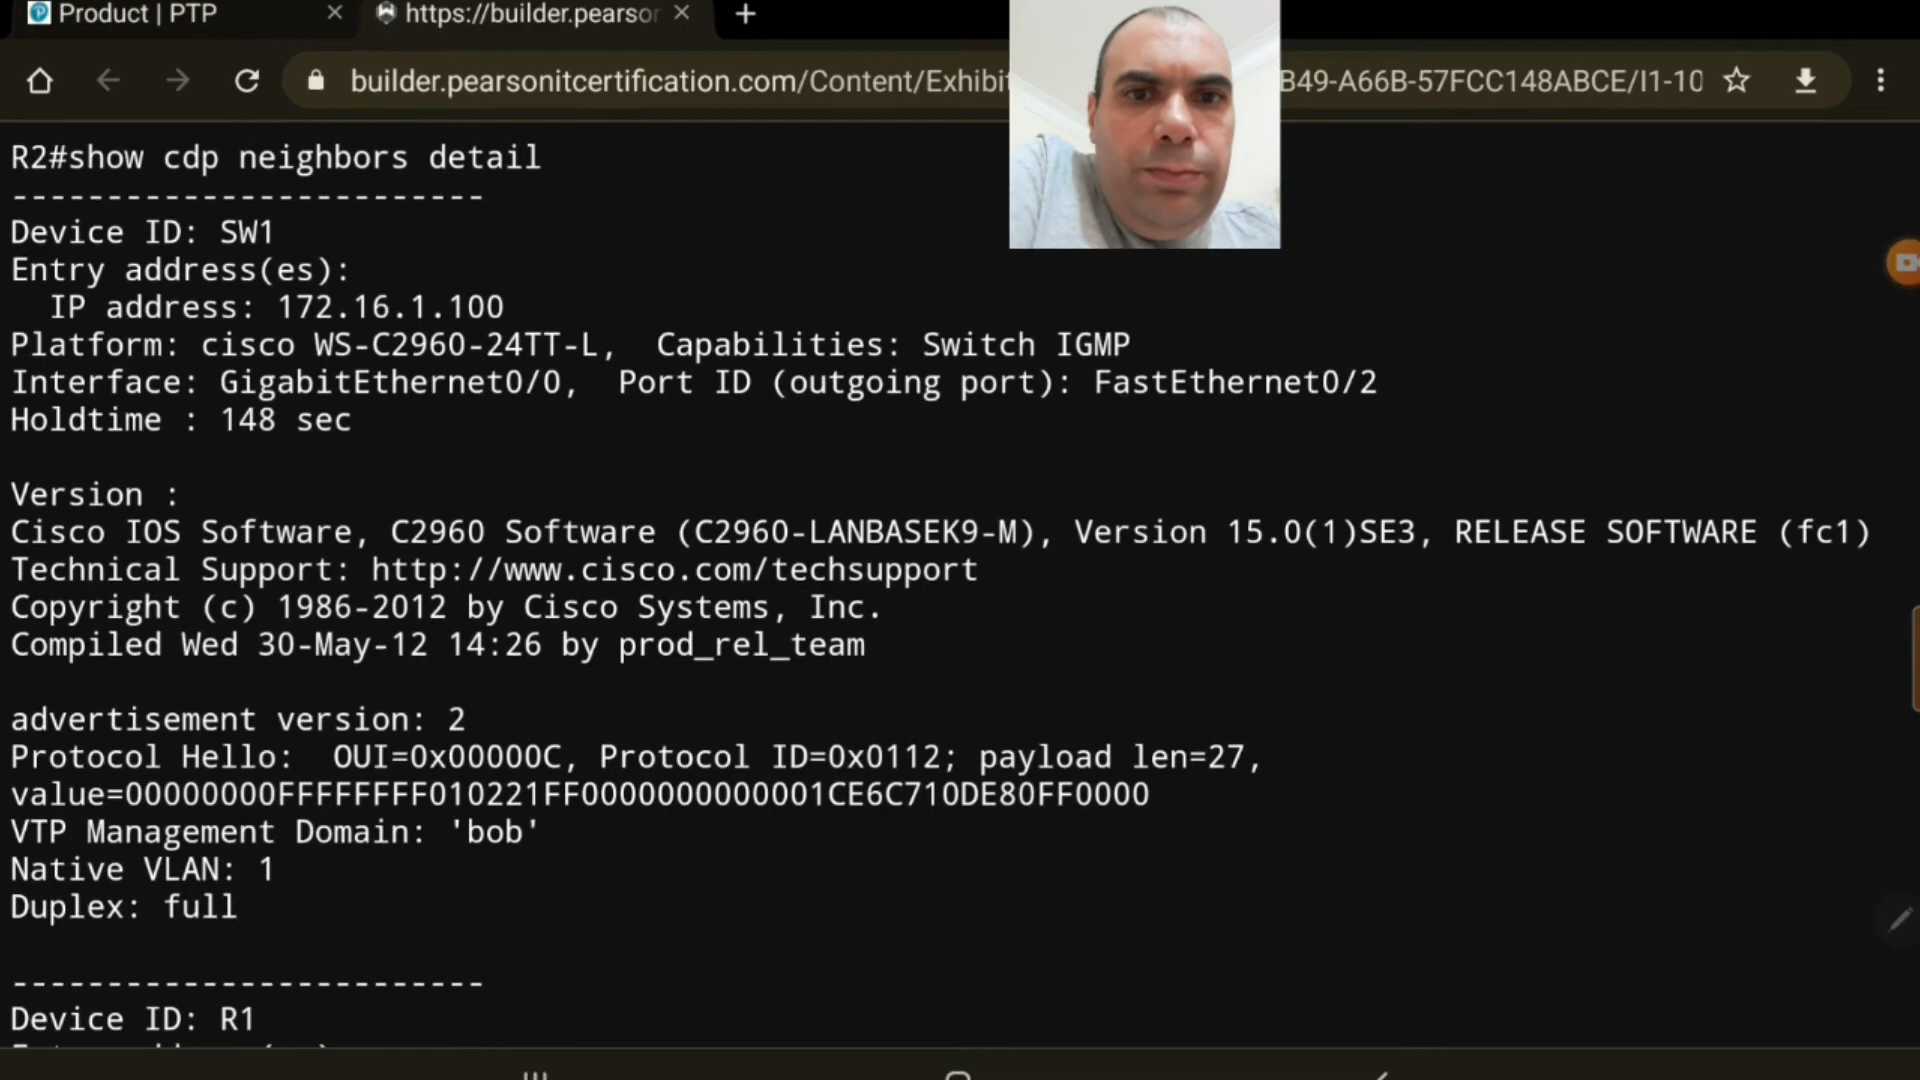 Product | PTP
https://builder.pearso
builder.pearsonitcertification.com/Content/Exhibi
B49-A66B-57FCC148ABCE/I1-10
R2#show cdp neighbors detail
-------------------------
Device ID: SW1
Entry address(es):
IP address: 172.16.1.100
Platform: cisco WS-C2960-24TT-L,  Capabilities: Switch IGMP
Interface: GigabitEthernet0/0,  Port ID (outgoing port): FastEthernet0/2
Holdtime : 148 sec
Version :
Cisco IOS Software, C2960 Software (C2960-LANBASEK9-M), Version 15.0(1)SE3, RELEASE SOFTWARE (fc1)
Technical Support: http://www.cisco.com/techsupport
Copyright (c) 1986-2012 by Cisco Systems, Inc.
Compiled Wed 30-May-12 14:26 by prod_rel_team
advertisement version: 2
Protocol Hello:  OUI=0x00000C, Protocol ID=0x0112; payload len=27,
value=00000000FFFFFFFF010221FF0000000000001CE6C710DE80FF0000
VTP Management Domain: 'bob'
Native VLAN: 1
Duplex: full
-------------------------
Device ID: R1